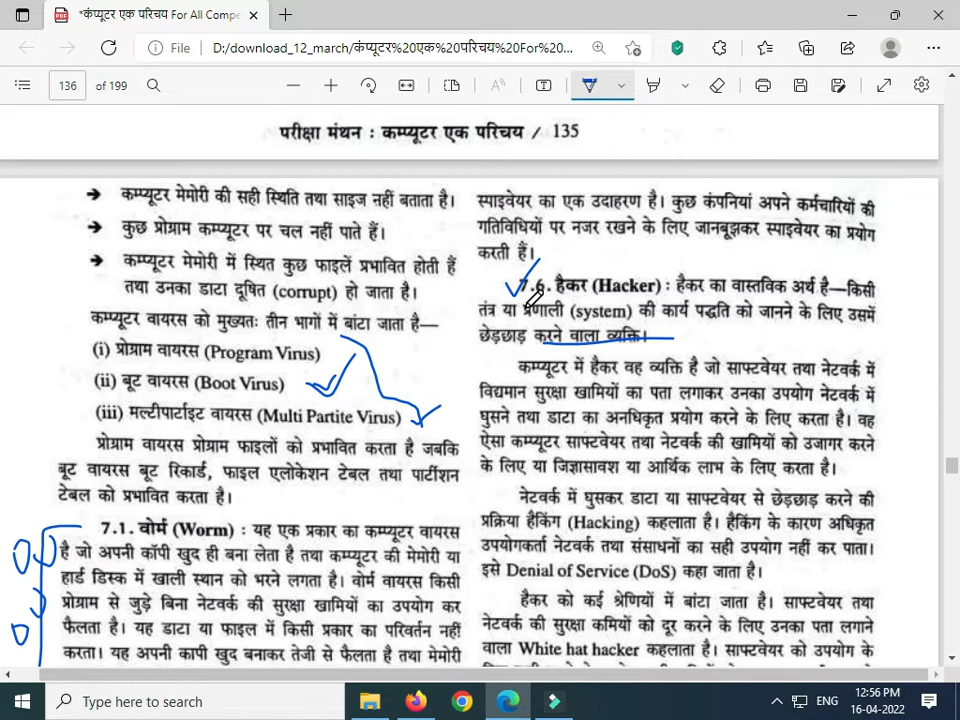 *कंप्यूटर एक परिचय For All Compe
File
D:/download_12_march/कंप्यूटर%20एक%20परिचय%20For%20...
136 of 199
परीक्षा मंथन : कम्प्यूटर एक परिचय / 135
➔ कम्प्यूटर मेमोरी की सही स्थिति तथा साइज नहीं बताता है।
➔ कुछ प्रोग्राम कम्प्यूटर पर चल नहीं पाते हैं।
➔ कम्प्यूटर मेमोरी में स्थित कुछ फाइलें प्रभावित होती हैं
तथा उनका डाटा दूषित (corrupt) हो जाता है।
कम्प्यूटर वायरस को मुख्यतः तीन भागों में बांटा जाता है—
(i) प्रोग्राम वायरस (Program Virus)
(ii) बूट वायरस (Boot Virus)
(iii) मल्टीपार्टाइट वायरस (Multi Partite Virus)
प्रोग्राम वायरस प्रोग्राम फाइलों को प्रभावित करता है जबकि
बूट वायरस बूट रिकार्ड, फाइल एलोकेशन टेबल तथा पार्टीशन
टेबल को प्रभावित करता है।
7.1. वोर्म (Worm) : यह एक प्रकार का कम्प्यूटर वायरस
है जो अपनी कॉपी खुद ही बना लेता है तथा कम्प्यूटर की मेमोरी या
हार्ड डिस्क में खाली स्थान को भरने लगता है। वोर्म वायरस किसी
प्रोग्राम से जुड़े बिना नेटवर्क की सुरक्षा खामियों का उपयोग कर
फैलता है। यह डाटा या फाइल में किसी प्रकार का परिवर्तन नहीं
करता। यह अपनी कापी खुद बनाकर तेजी से फैलता है तथा मेमोरी
स्पाइवेयर का एक उदाहरण है। कुछ कंपनियां अपने कर्मचारियों की
गतिविधियों पर नजर रखने के लिए जानबूझकर स्पाइवेयर का प्रयोग
करती हैं।
7.6. हैकर (Hacker) : हैकर का वास्तविक अर्थ है—किसी
तंत्र या प्रणाली (system) की कार्य पद्धति को जानने के लिए उसमें
छेड़छाड़ करने वाला व्यक्ति।
कम्प्यूटर में हैकर वह व्यक्ति है जो साफ्टवेयर तथा नेटवर्क में
विद्यमान सुरक्षा खामियों का पता लगाकर उनका उपयोग नेटवर्क में
घुसने तथा डाटा का अनधिकृत प्रयोग करने के लिए करता है। वह
ऐसा कम्प्यूटर साफ्टवेयर तथा नेटवर्क की खामियों को उजागर करने
के लिए या जिज्ञासावश या आर्थिक लाभ के लिए करता है।
नेटवर्क में घुसकर डाटा या साफ्टवेयर से छेड़छाड़ करने की
प्रक्रिया हैकिंग (Hacking) कहलाता है। हैकिंग के कारण अधिकृत
उपयोगकर्ता नेटवर्क तथा संसाधनों का सही उपयोग नहीं कर पाता।
इसे Denial of Service (DoS) कहा जाता है।
हैकर को कई श्रेणियों में बांटा जाता है। साफ्टवेयर तथा
नेटवर्क की सुरक्षा कमियों को दूर करने के लिए उनका पता लगाने
वाला White hat hacker कहलाता है। साफ्टवेयर को उपयोग के
Type here to search
ENG
12:56 PM
16-04-2022